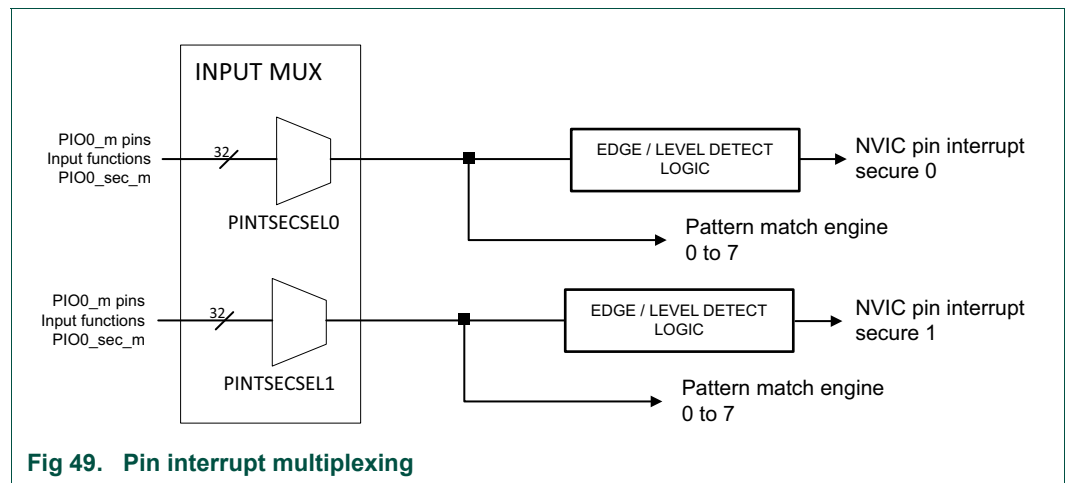 INPUT MUX
PIO0_m pins
Input functions
PIO0_sec_m
32
PINTSECSEL0
EDGE / LEVEL DETECT
LOGIC
NVIC pin interrupt
secure 0
Pattern match engine
0 to 7
PIO0_m pins
Input functions
PIO0_sec_m
32
PINTSECSEL1
EDGE / LEVEL DETECT
LOGIC
NVIC pin interrupt
secure 1
Pattern match engine
0 to 7
Fig 49. Pin interrupt multiplexing